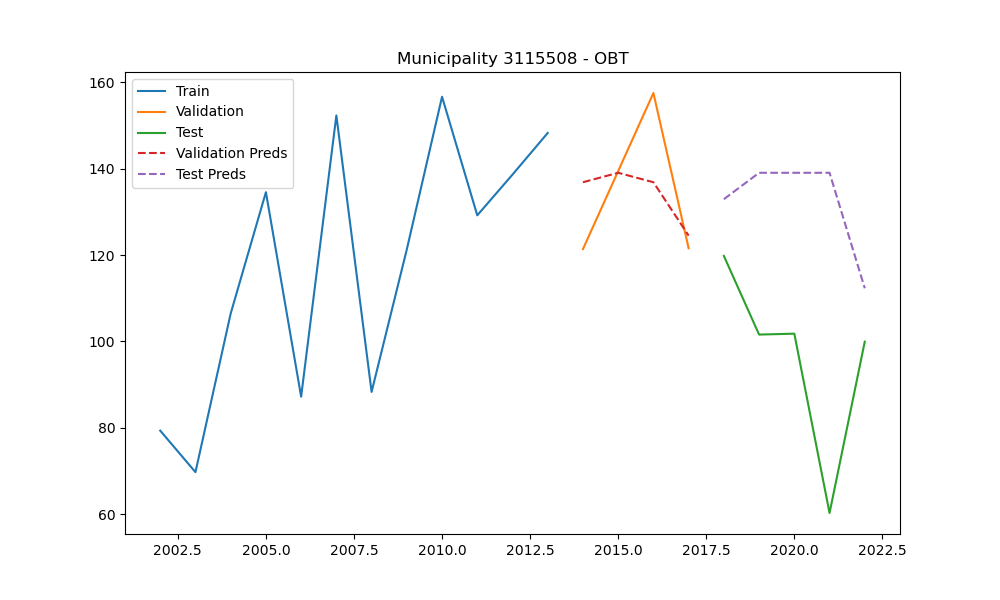 Municipality 3115508 - OBT
Train
Validation
Test
Validation Preds
Test Preds
160
140
120
100
80
60
2002.5 2005.0 2007.5 2010.0 2012.5 2015.0 2017.5 2020.0 2022.5